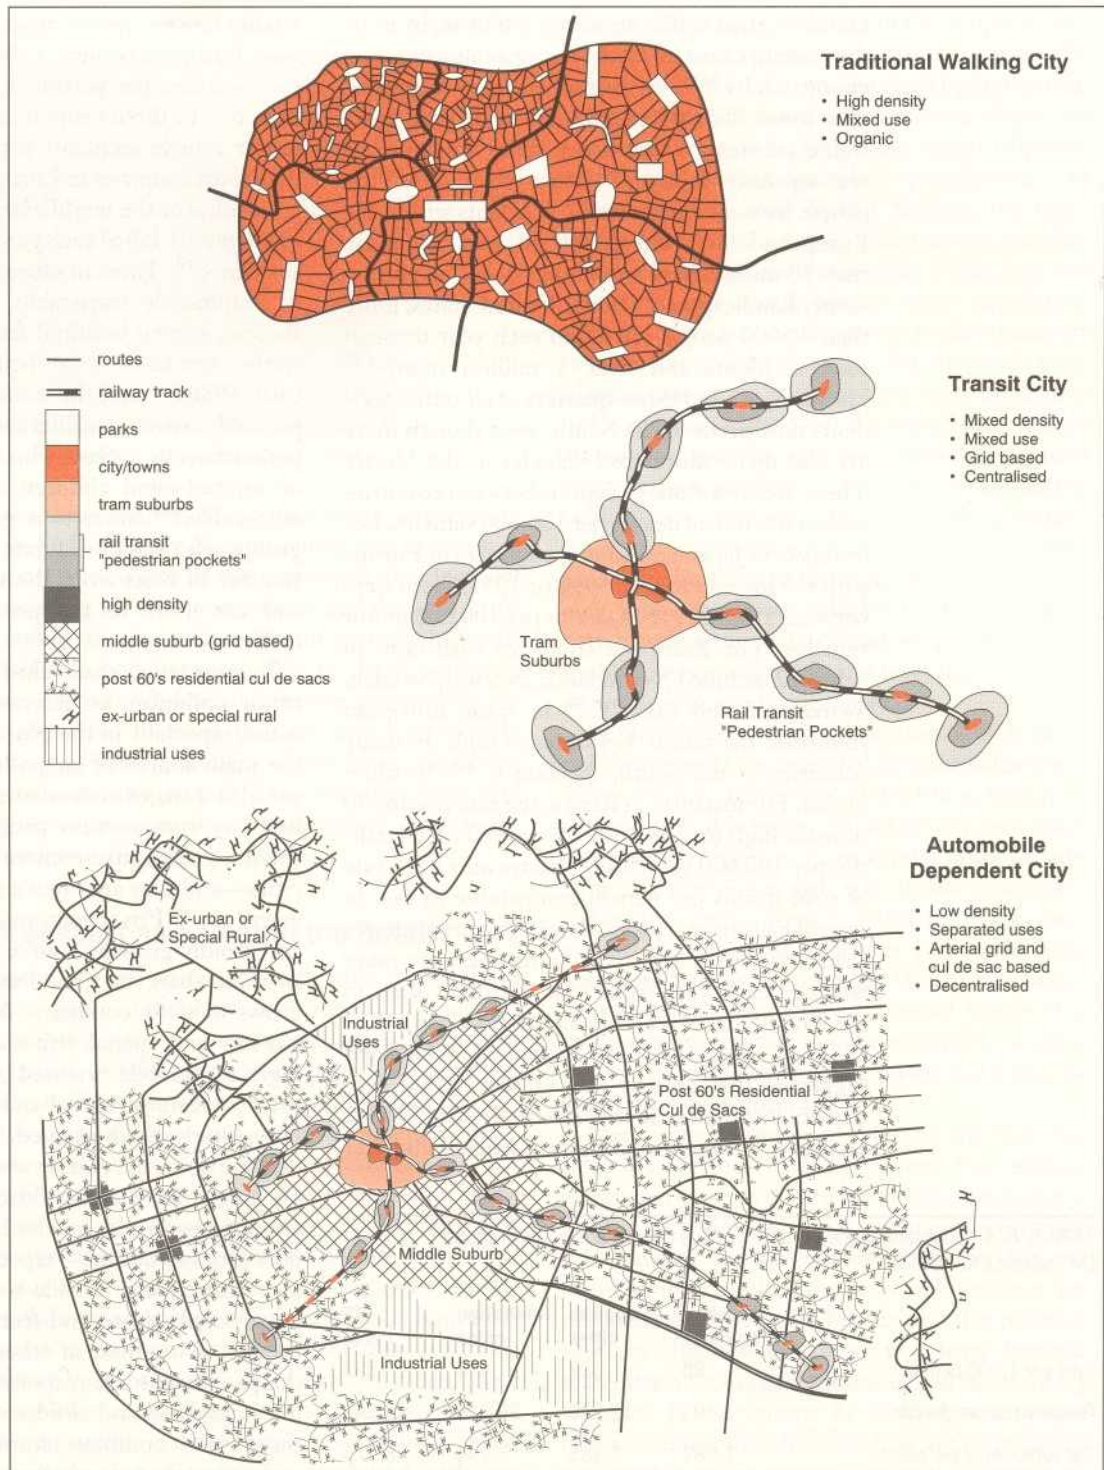 Traditional Walking City
• High density
• Mixed use
• Organic
routes
railway track
parks
city/towns
tram suburbs
rail transit
"pedestrian pockets"
high density
middle suburb (grid based)
post 60's residential cul de sacs
ex-urban or special rural
industrial uses
Transit City
• Mixed density
• Mixed use
• Grid based
• Centralised
Tram
Suburbs
Rail Transit
"Pedestrian Pockets"
Automobile
Dependent City
• Low density
• Separated uses
• Arterial grid and
cul de sac based
• Decentralised
Ex-urban or
Special Rural
Industrial
Uses
Post 60's Residential
Cul de Sacs
Middle Suburb
Industrial Uses